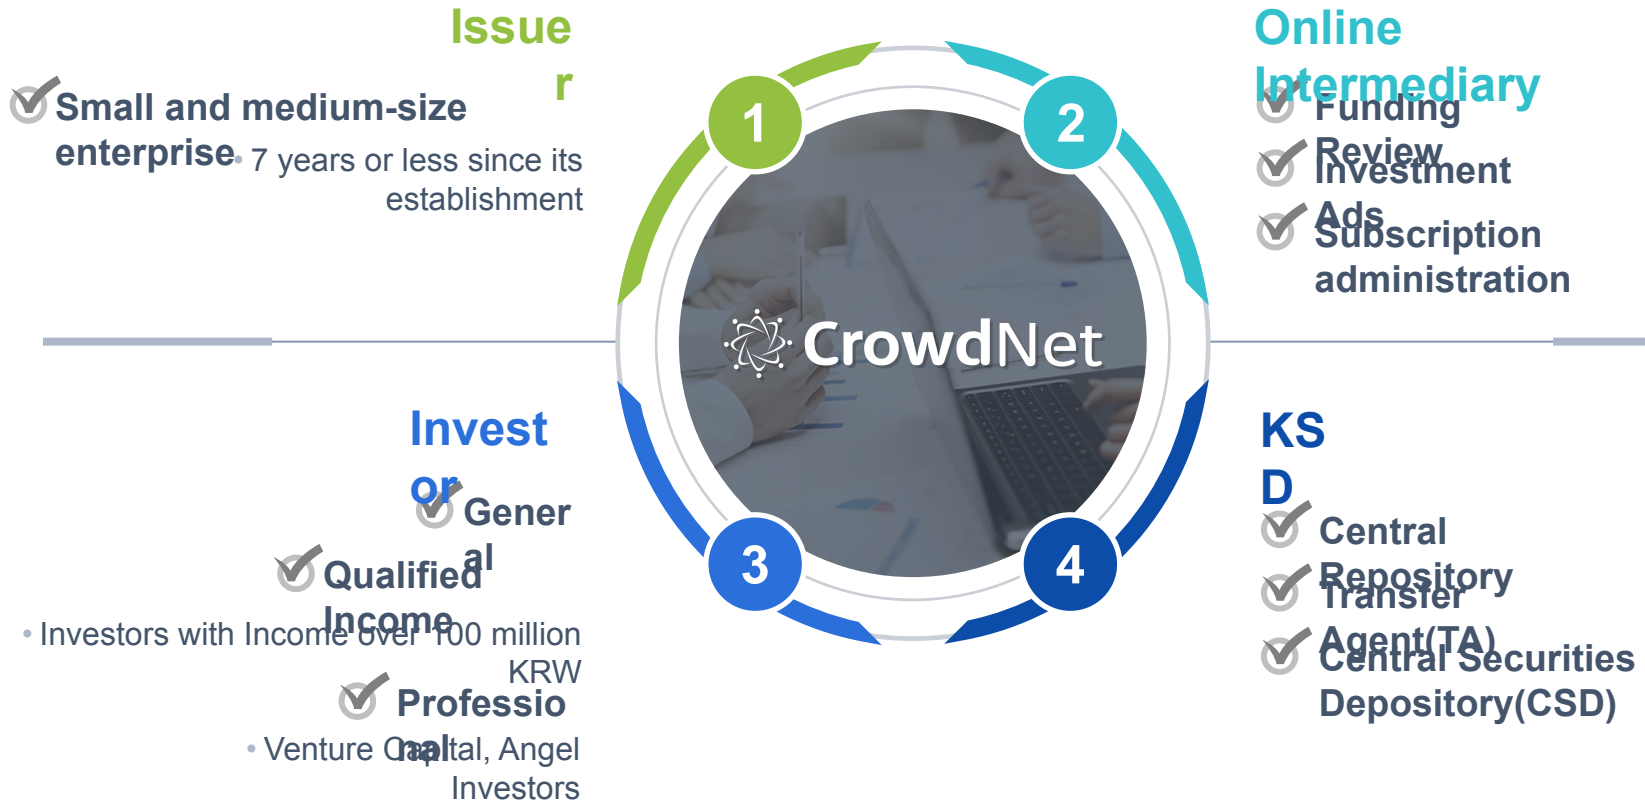 Issue
r
Small and medium-size
enterprise
• 7 years or less since its
establishment
1
Online
Intermediary
Funding
Review
Investment
Ads
Subscription
administration
2
CrowdNet
Invest
or
Gener
al
Qualified
Income
• Investors with Income over 100 million
KRW
Professio
nal
• Venture Capital, Angel
Investors
3
KS
D
Central
Repository
Transfer
Agent(TA)
Central Securities
Depository(CSD)
4